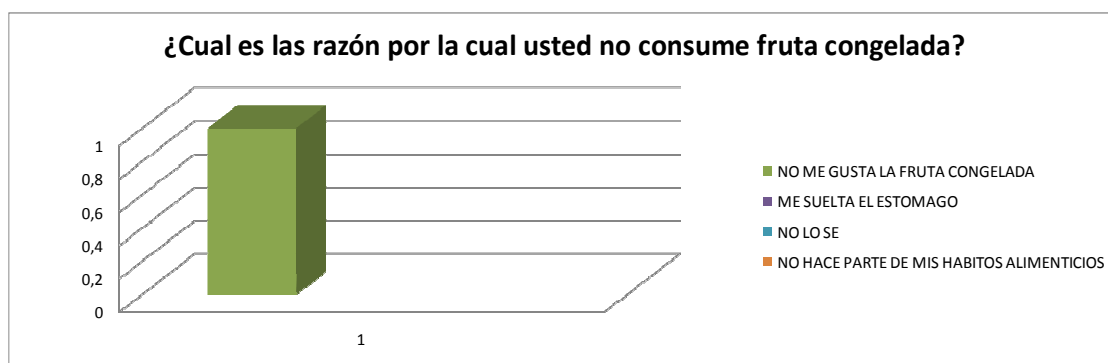 ¿Cual es las razón por la cual usted no consume fruta congelada?
1
0,8
0,6
0,4
0,2
0
1
NO ME GUSTA LA FRUTA CONGELADA
ME SUELTA EL ESTOMAGO
NO LO SE
NO HACE PARTE DE MIS HABITOS ALIMENTICIOS